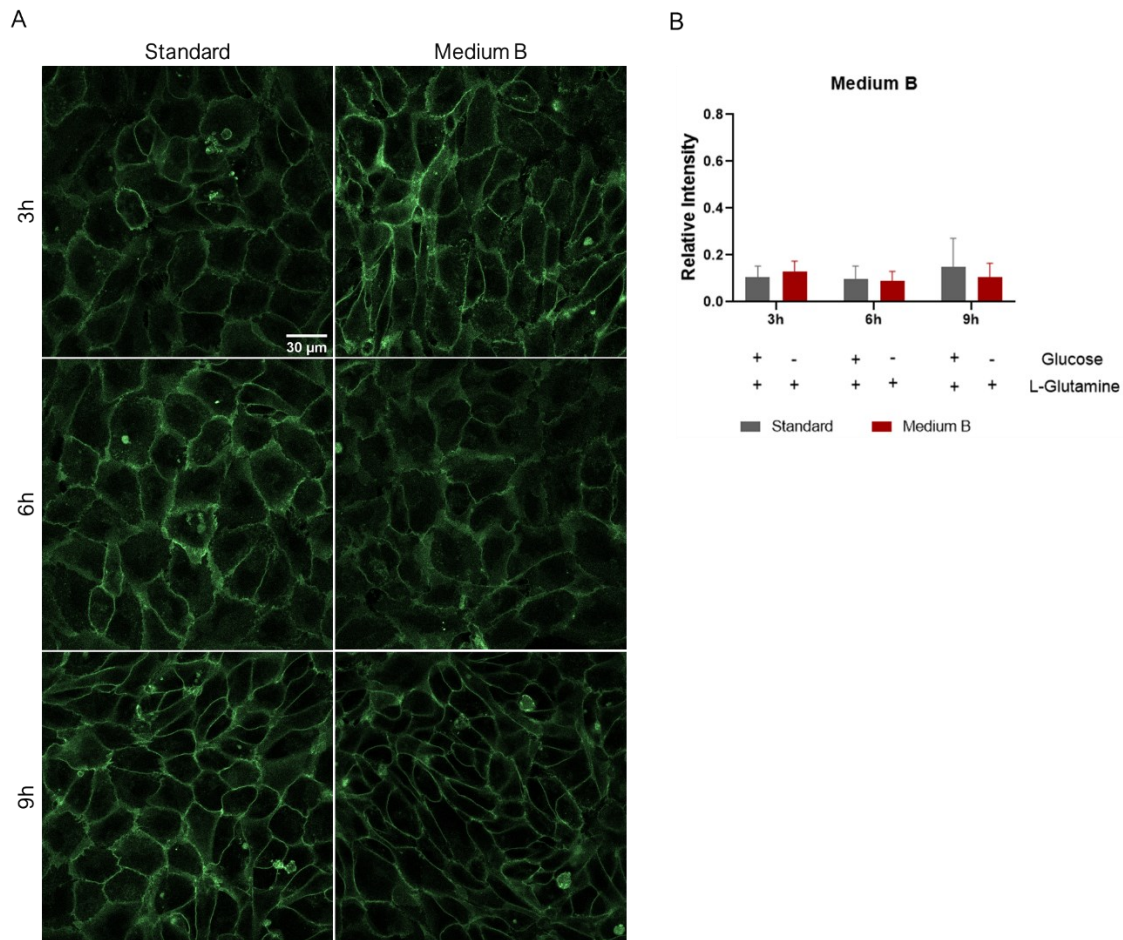 A
Standard
Medium B
3h
30 µm
6h
9h
B
Medium B
Relative Intensity
0.8
0.6
0.4
0.2
0.0
3h 6h 9h
+ - + - + - Glucose
+ + + + + + L-Glutamine
Standard Medium B